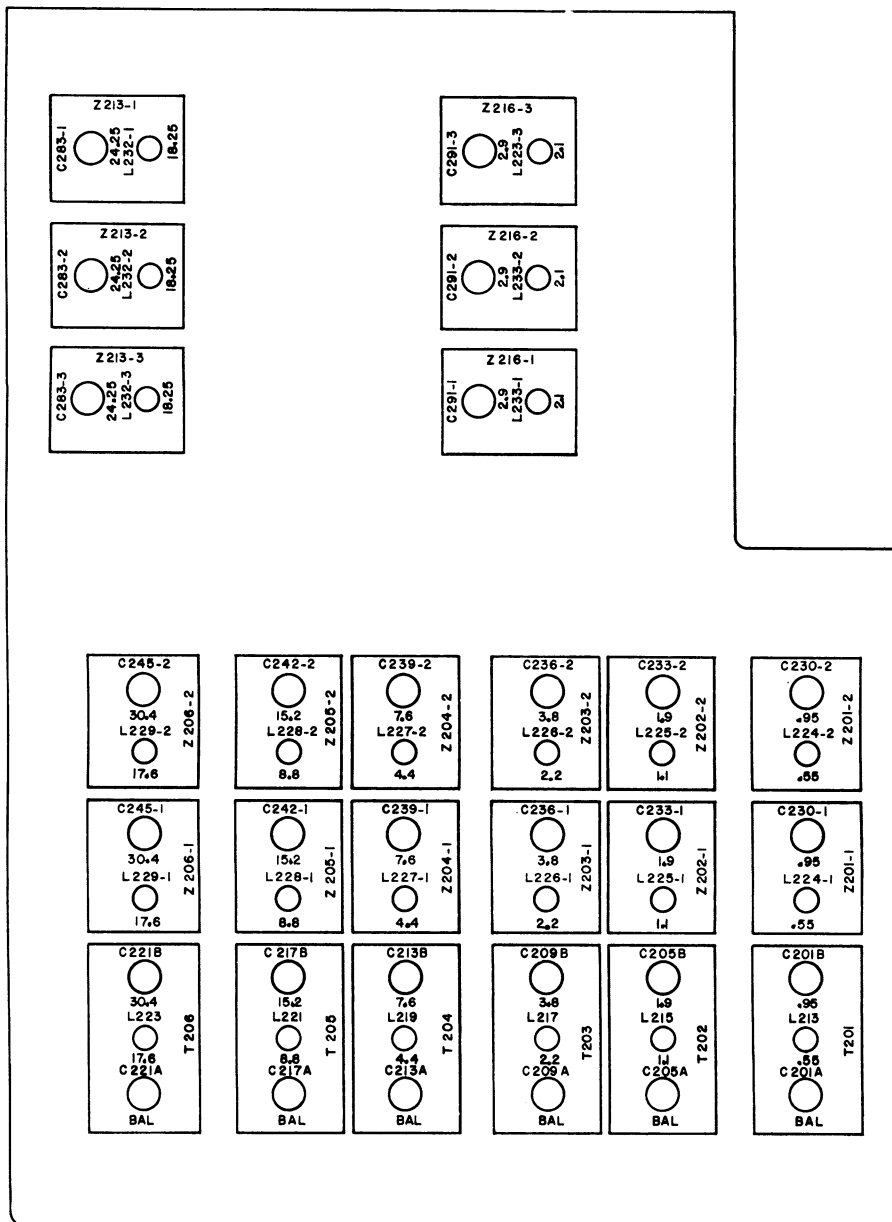 Z213-1
C283-1
24.25
L232-1
18.25
Z216-3
C291-3
2.9
L223-3
2.1
Z213-2
C283-2
24.25
L232-2
18.25
Z216-2
C291-2
2.9
L233-2
2.1
Z213-3
C283-3
24.25
L232-3
18.25
Z216-1
C291-1
2.9
L233-1
2.1
C245-2
30.4
L229-2
17.6
Z206-2
C242-2
15.2
L228-2
8.8
Z205-2
C239-2
7.6
L227-2
4.4
Z204-2
C236-2
3.8
L226-2
2.2
Z203-2
C233-2
1.9
L225-2
1.1
Z202-2
C230-2
.95
L224-2
.55
Z201-2
C245-1
30.4
L229-1
17.6
Z206-1
C242-1
15.2
L228-1
8.8
Z205-1
C239-1
7.6
L227-1
4.4
Z204-1
C236-1
3.8
L226-1
2.2
Z203-1
C233-1
1.9
L225-1
1.1
Z202-1
C230-1
.95
L224-1
.55
Z201-1
C221B
30.4
L223
17.6
C221A
BAL
T206
C217B
15.2
L221
8.8
C217A
BAL
T205
C213B
7.6
L219
4.4
C213A
BAL
T204
C209B
3.8
L217
2.2
C209A
BAL
T203
C205B
1.9
L215
1.1
C205A
BAL
T202
C201B
.95
L213
.55
C201A
BAL
T201